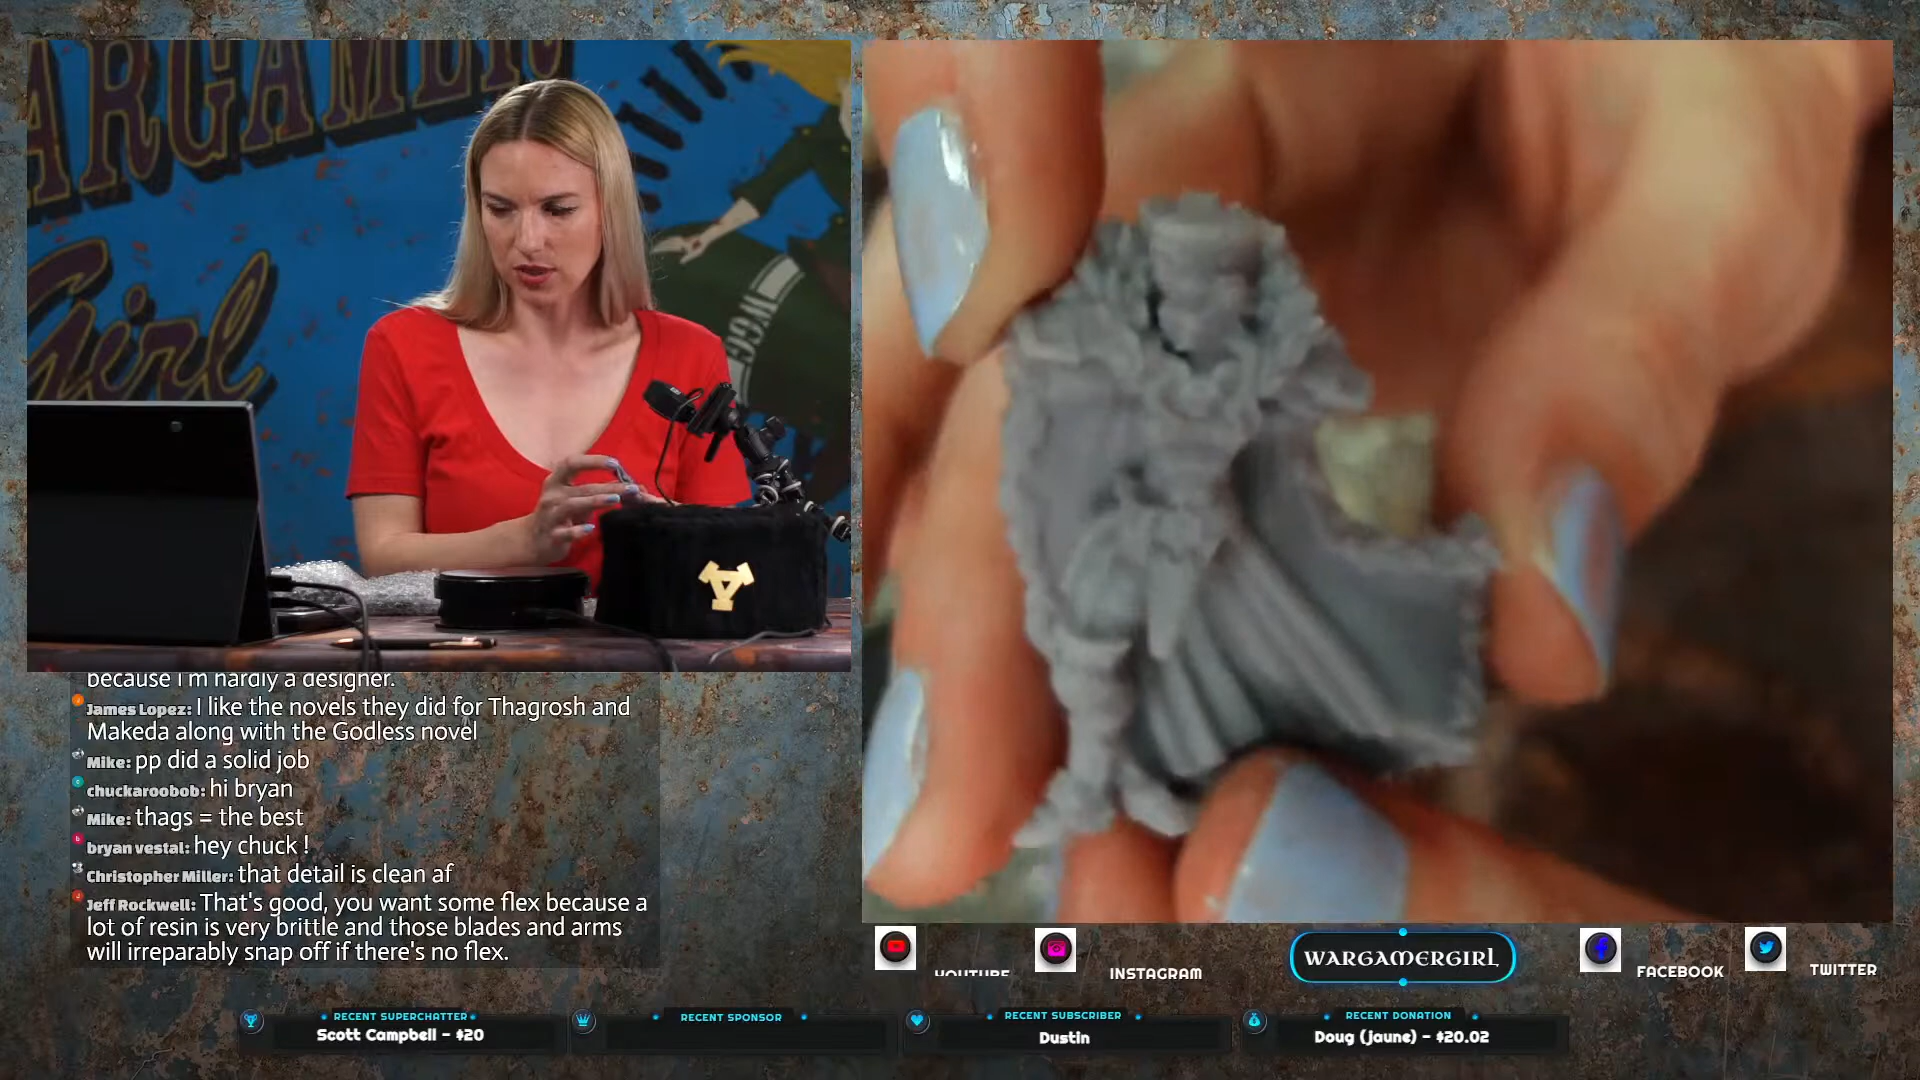 WARGAMER
Girl
WGG
because I'm hardly a designer.
James Lopez: I like the novels they did for Thagrosh and
Makeda along with the Godless novel
Mike: pp did a solid job
chuckaroobob: hi bryan
Mike: thags = the best
bryan vestal: hey chuck !
Christopher Miller: that detail is clean af
Jeff Rockwell: That's good, you want some flex because a
lot of resin is very brittle and those blades and arms
will irreparably snap off if there's no flex.
YOUTUBE
INSTAGRAM
WARGAMERGIRL
FACEBOOK
TWITTER
RECENT SUPERCHATTER
Scott Campbell - $20
RECENT SPONSOR
RECENT SUBSCRIBER
Dustin
RECENT DONATION
Doug (jaune) - $20.02